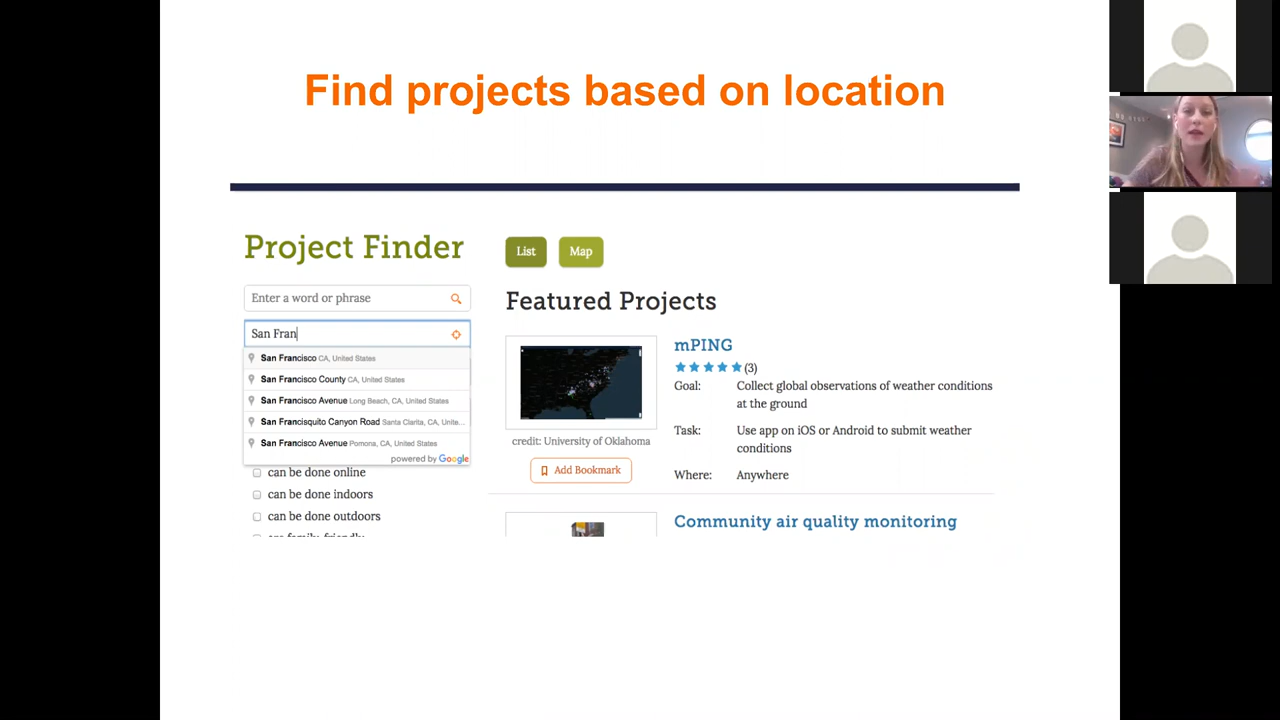 Find projects based on location
Project Finder
Enter a word or phrase
San Fran
San Francisco CA, United States
San Francisco County CA, United States
San Francisco Avenue Long Beach, CA, United States
San Francisquito Canyon Road Santa Clarita, CA, Unite...
San Francisco Avenue Pomona, CA, United States
powered by Google
can be done online
can be done indoors
can be done outdoors
List
Map
Featured Projects
mPING
(3)
Goal: Collect global observations of weather conditions
at the ground
Task: Use app on iOS or Android to submit weather
conditions
Where: Anywhere
credit: University of Oklahoma
Add Bookmark
Community air quality monitoring